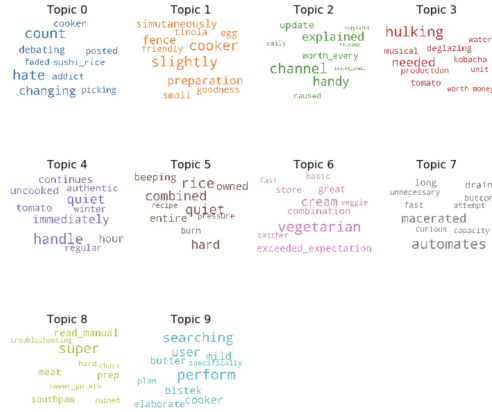 Topic 0
cooker
count
debating posted
faded sushi_rice
hate addict
changing picking
Topic 1
simutaneously
tinola egg
fence cooker
friendly
slightly
preparation
small goodness
Topic 2
update
explained
daily
worth_every
channel
handy
caused
Topic 3
hulking
water
musical deglazing
needed kobacha
production unit
tomato worth money
Topic 4
continues
uncooked authentic
quiet
tomato winter
immediately
handle hour
regular
Topic 5
beeping
rice owned
combined
recipe quiet
entire pressure
burn
hard
Topic 6
fast basic
store great
cream veggie
combination
vegetarian
catcher
exceeded_expectation
Topic 7
long drain
unnecessary button
fast attempt
macerated
curious capacity
automates
Topic 8
read_manual
troubleshooting
super
hard chuck
meat prep
sweet_potato
southpaw ruined
Topic 9
searching
user mild
butter specifically
perform
plan
bistek
elaborate cooker